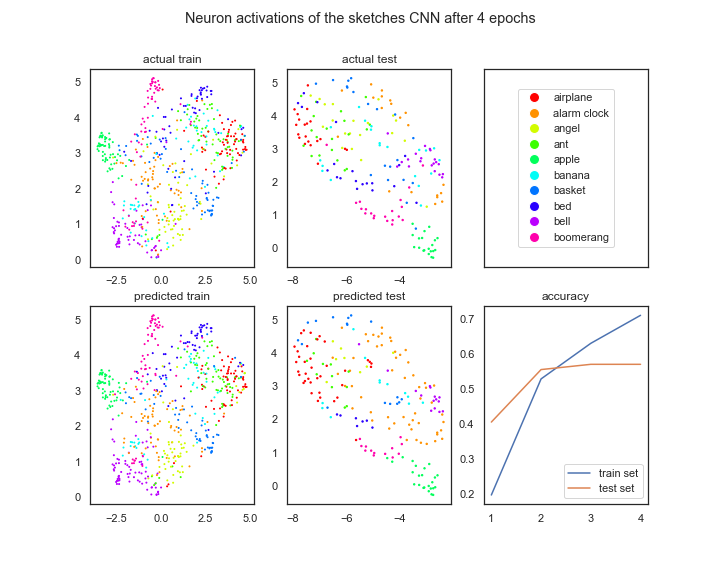 Neuron activations of the sketches CNN after 4 epochs
actual train
5
4
3
2
1
0
−2.5 0.0 2.5 5.0
actual test
5
4
3
2
1
0
−8 −6 −4
airplane
alarm clock
angel
ant
apple
banana
basket
bed
bell
boomerang
predicted train
5
4
3
2
1
0
−2.5 0.0 2.5 5.0
predicted test
5
4
3
2
1
0
−8 −6 −4
accuracy
0.7
0.6
0.5
0.4
0.3
0.2
train set
test set
1 2 3 4